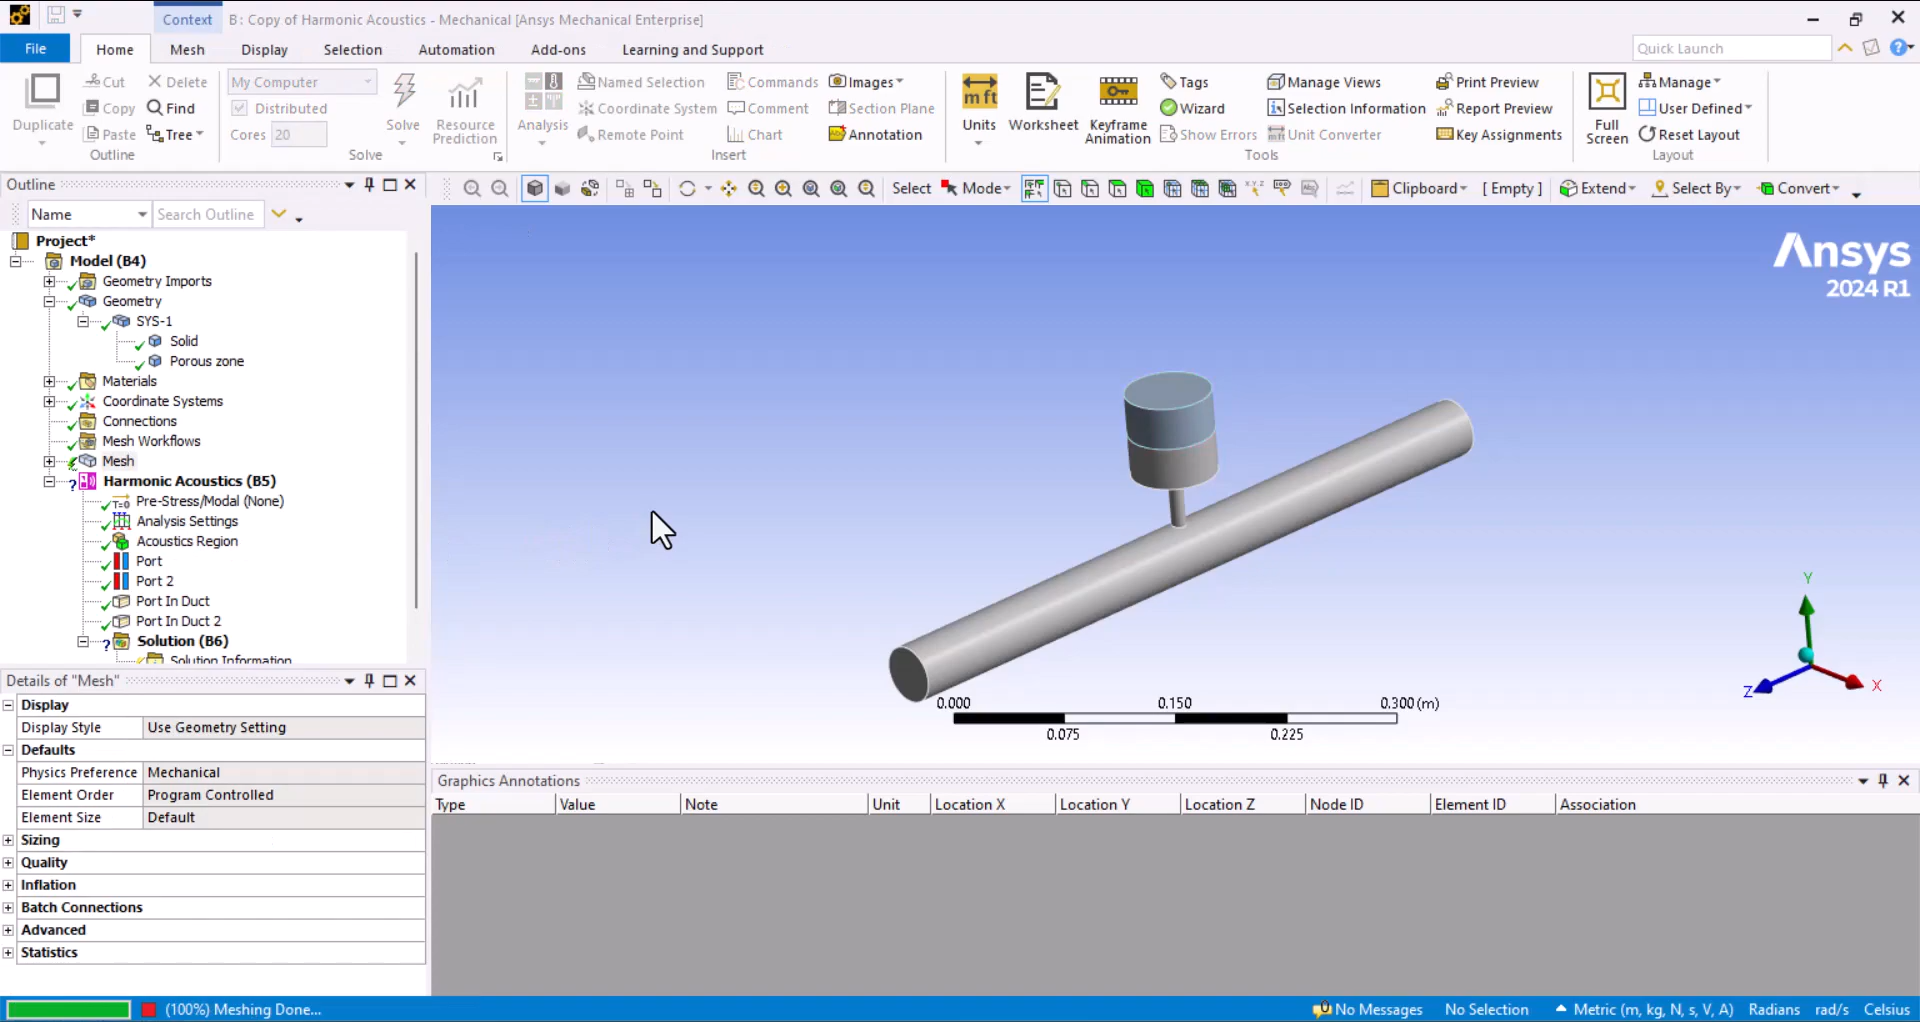 Context
B : Copy of Harmonic Acoustics - Mechanical [Ansys Mechanical Enterprise]
File
Home
Mesh
Display
Selection
Automation
Add-ons
Learning and Support
Quick Launch
Duplicate
Cut
Copy
Paste
Delete
Find
Tree
Outline
My Computer
Distributed
Cores 20
Solve
Resource Prediction
Solve
Analysis
Named Selection
Coordinate System
Remote Point
Commands
Comment
Chart
Images
Section Plane
Annotation
Insert
m ft
Units
Worksheet
Keyframe Animation
Tags
Wizard
Show Errors
Manage Views
Selection Information
Unit Converter
Print Preview
Report Preview
Key Assignments
Tools
Full Screen
Manage
User Defined
Reset Layout
Layout
Outline
Select
Mode
Clipboard
[ Empty ]
Extend
Select By
Convert
Name
Search Outline
Project*
Model (B4)
Geometry Imports
Geometry
SYS-1
Solid
Porous zone
Materials
Coordinate Systems
Connections
Mesh Workflows
Mesh
Harmonic Acoustics (B5)
Pre-Stress/Modal (None)
Analysis Settings
Acoustics Region
Port
Port 2
Port In Duct
Port In Duct 2
Solution (B6)
Solution Information
Ansys
2024 R1
Y
Z
X
0.000
0.150
0.300 (m)
0.075
0.225
Details of "Mesh"
Display
Display Style Use Geometry Setting
Defaults
Physics Preference Mechanical
Element Order Program Controlled
Element Size Default
Sizing
Quality
Inflation
Batch Connections
Advanced
Statistics
Graphics Annotations
Type Value Note Unit Location X Location Y Location Z Node ID Element ID Association
(100%) Meshing Done...
No Messages
No Selection
Metric (m, kg, N, s, V, A)
Radians
rad/s
Celsius